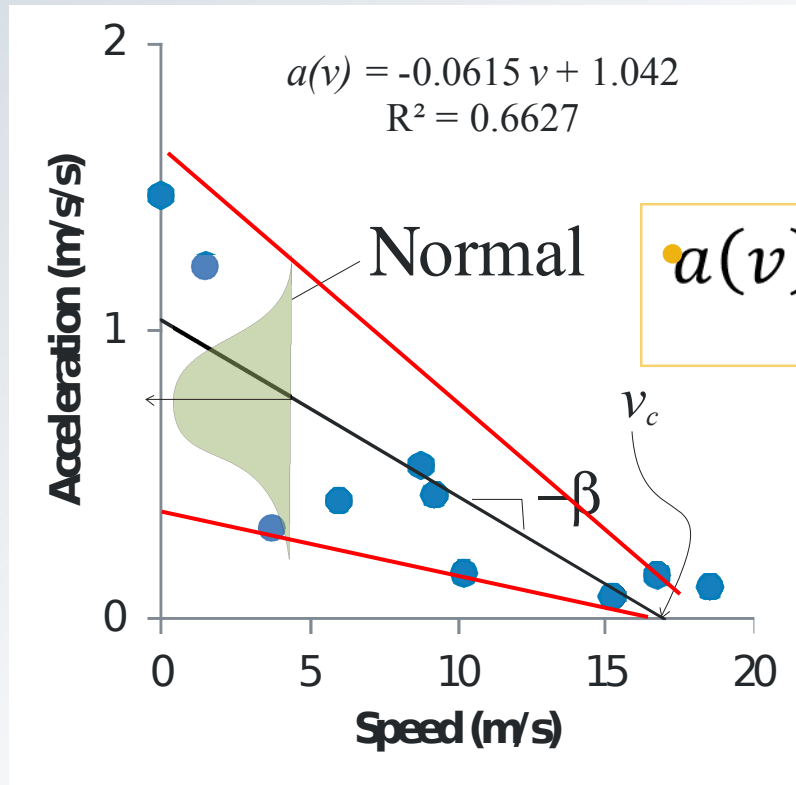 2
a(v) = -0.0615 v + 1.042
R² = 0.6627
Acceleration (m/s/s)
Normal
a(v)
1
v_c
−β
0
0 5 10 15 20
Speed (m/s)